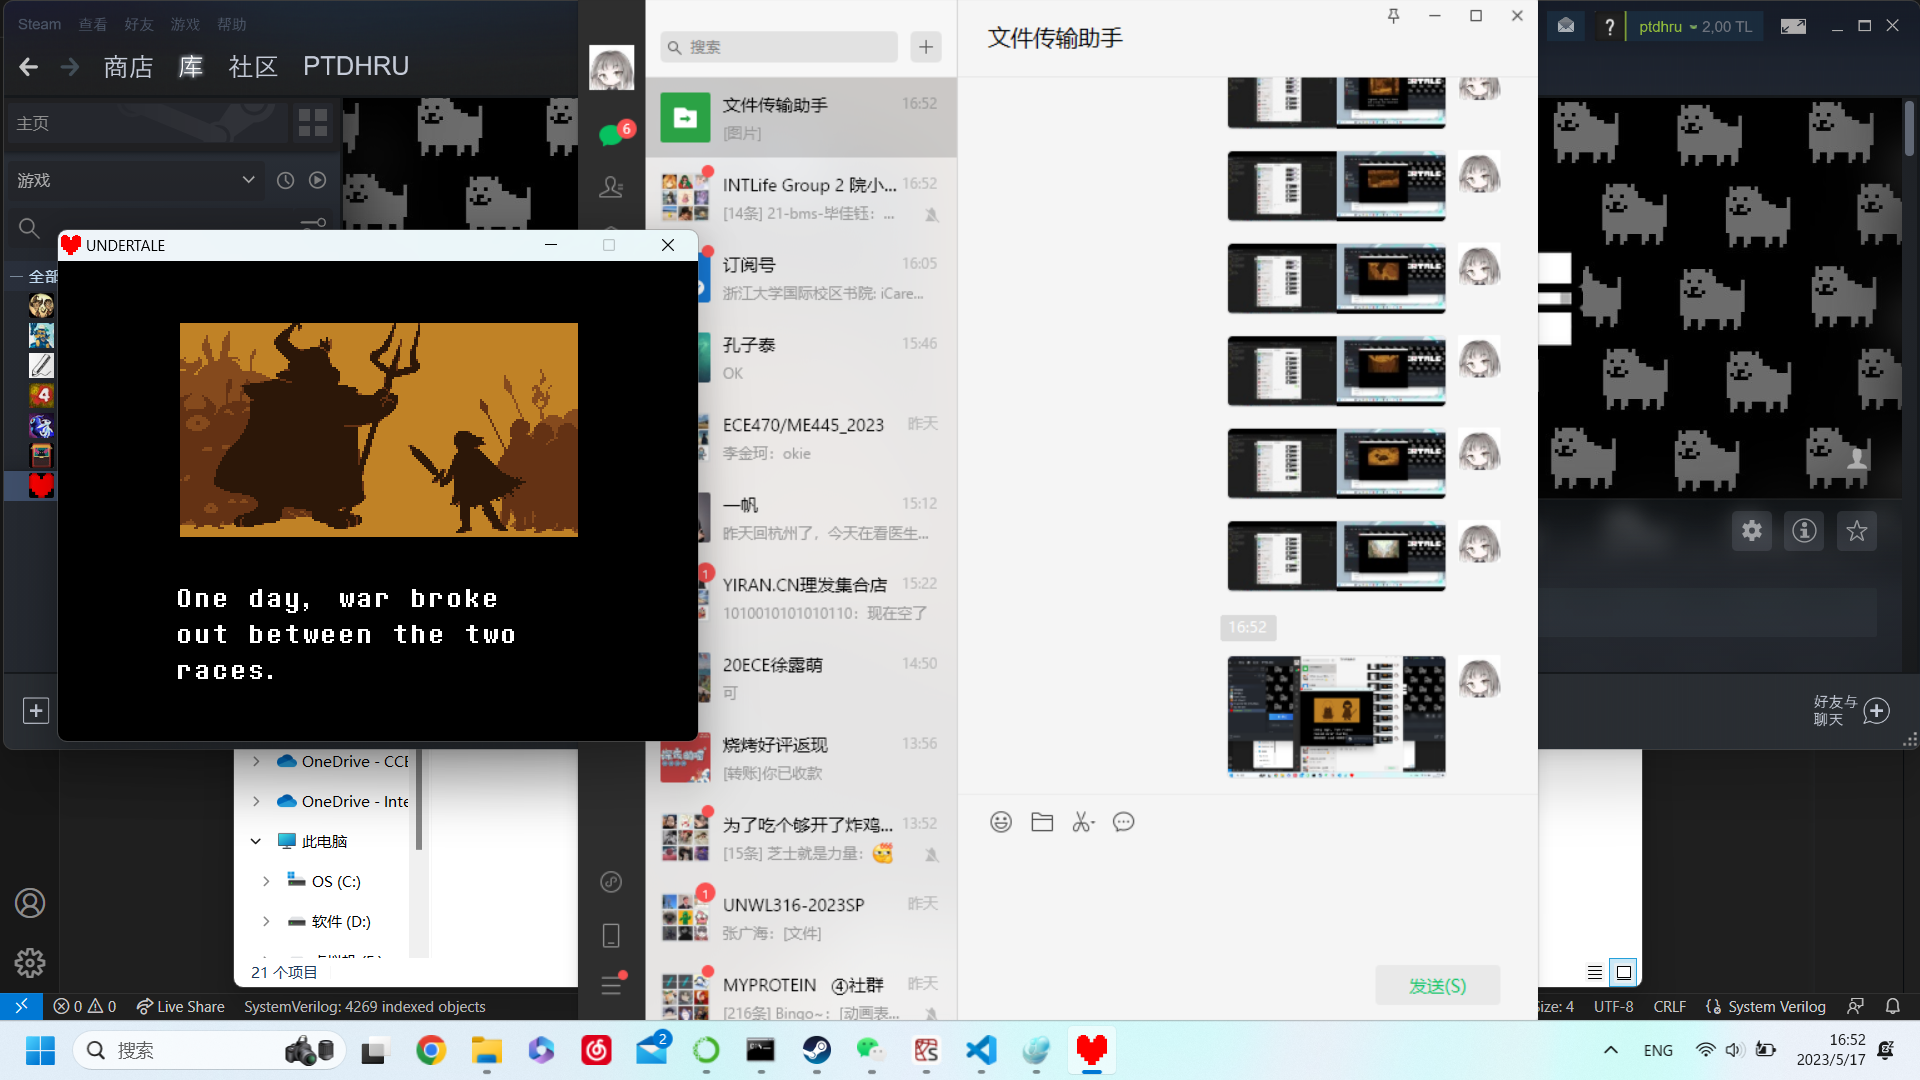 Steam 查看 好友 游戏 帮助
商店 库 社区 PTDHRU
主页
游戏
全部
UNDERTALE
One day, war broke
out between the two
races.
OneDrive - CCE
OneDrive - Inte
此电脑
OS (C:)
软件 (D:)
21 个项目
搜索
6
文件传输助手 16:52
[图片]
INTLife Group 2 院小... 16:52
[14条] 21-bms-毕佳钰: ...
订阅号 16:05
浙江大学国际校区书院: iCare...
孔子泰 15:46
OK
ECE470/ME445_2023 昨天
李金珂: okie
一帆 15:12
昨天回杭州了，今天在看医生...
1
YIRAN.CN理发集合店 15:22
1010010101010110: 现在空了
20ECE徐露萌 14:50
可
烧烤好评返现 13:56
[转账]你已收款
为了吃个够开了炸鸡... 13:52
[15条] 芝士就是力量:
1
UNWL316-2023SP 昨天
张广海: [文件]
MYPROTEIN ④社群 昨天
[216条] Bingo~: [动画表...
文件传输助手
16:52
发送(S)
ptdhru 2,00 TL
好友与
聊天
0 0 Live Share SystemVerilog: 4269 indexed objects
Size: 4 UTF-8 CRLF System Verilog
搜索
2
ENG
16:52
2023/5/17